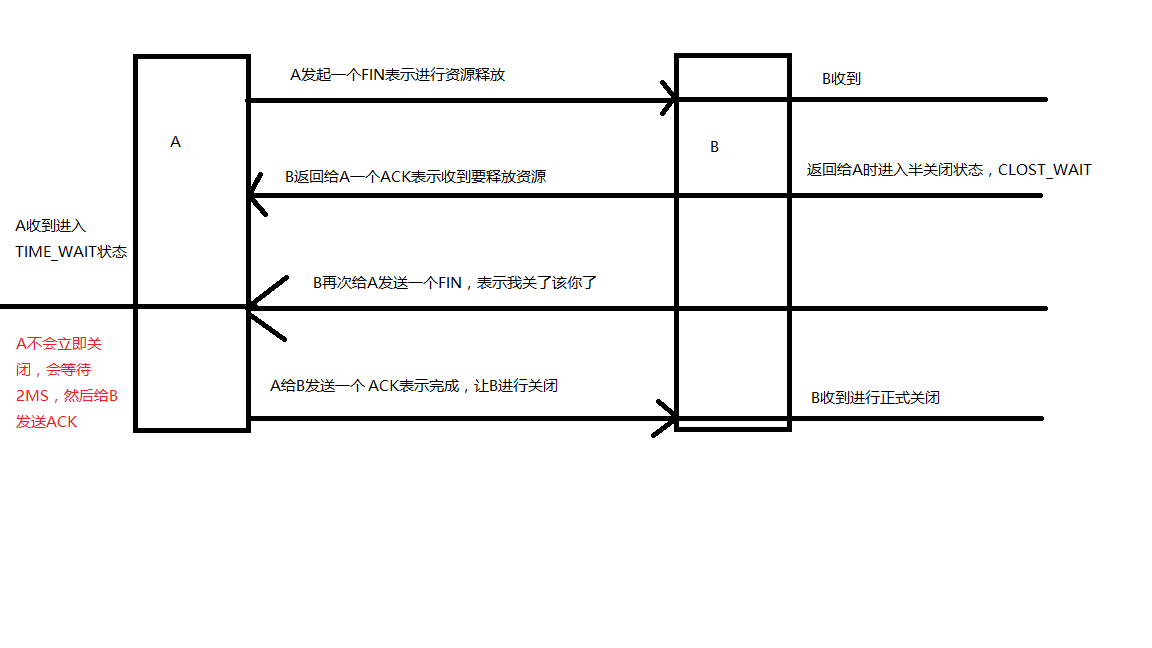 A发起一个FIN表示进行资源释放
B收到
A
B
B返回给A一个ACK表示收到要释放资源
返回给A时进入半关闭状态，CLOST_WAIT
A收到进入
TIME_WAIT状态
B再次给A发送一个FIN，表示我关了该你了
A不会立即关
闭，会等待
2MS，然后给B
发送ACK
A给B发送一个 ACK表示完成，让B进行关闭
B收到进行正式关闭